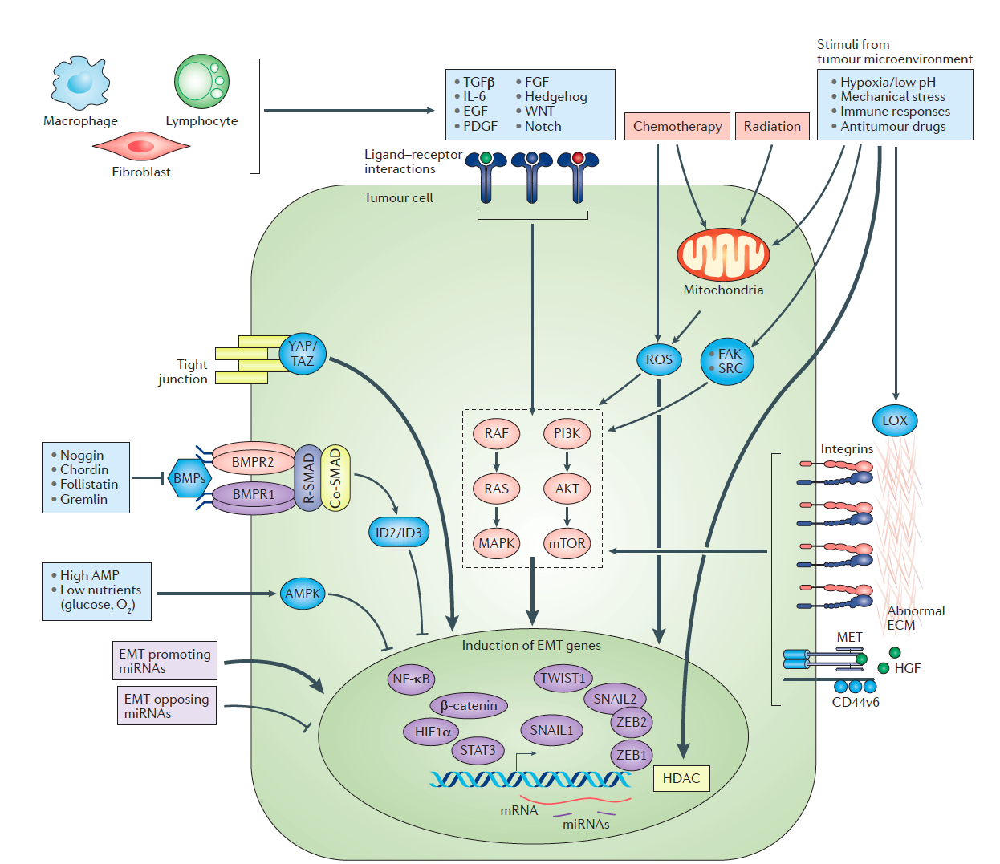 Macrophage
Lymphocyte
Fibroblast
• TGFβ
• IL-6
• EGF
• PDGF
• FGF
• Hedgehog
• WNT
• Notch
Chemotherapy
Radiation
Stimuli from
tumour microenvironment
• Hypoxia/low pH
• Mechanical stress
• Immune responses
• Antitumour drugs
Ligand–receptor
interactions
Tumour cell
Mitochondria
ROS
• FAK
• SRC
YAP/
TAZ
Tight
junction
LOX
RAF
RAS
MAPK
PI3K
AKT
mTOR
• Noggin
• Chordin
• Follistatin
• Gremlin
BMPs
BMPR2
BMPR1
R-SMAD
Co-SMAD
ID2/ID3
Integrins
Abnormal
ECM
• High AMP
• Low nutrients
(glucose, O₂)
AMPK
MET
HGF
CD44v6
EMT-promoting
miRNAs
EMT-opposing
miRNAs
Induction of EMT genes
NF-κB
β-catenin
HIF1α
STAT3
TWIST1
SNAIL2
SNAIL1
ZEB2
ZEB1
HDAC
mRNA
miRNAs